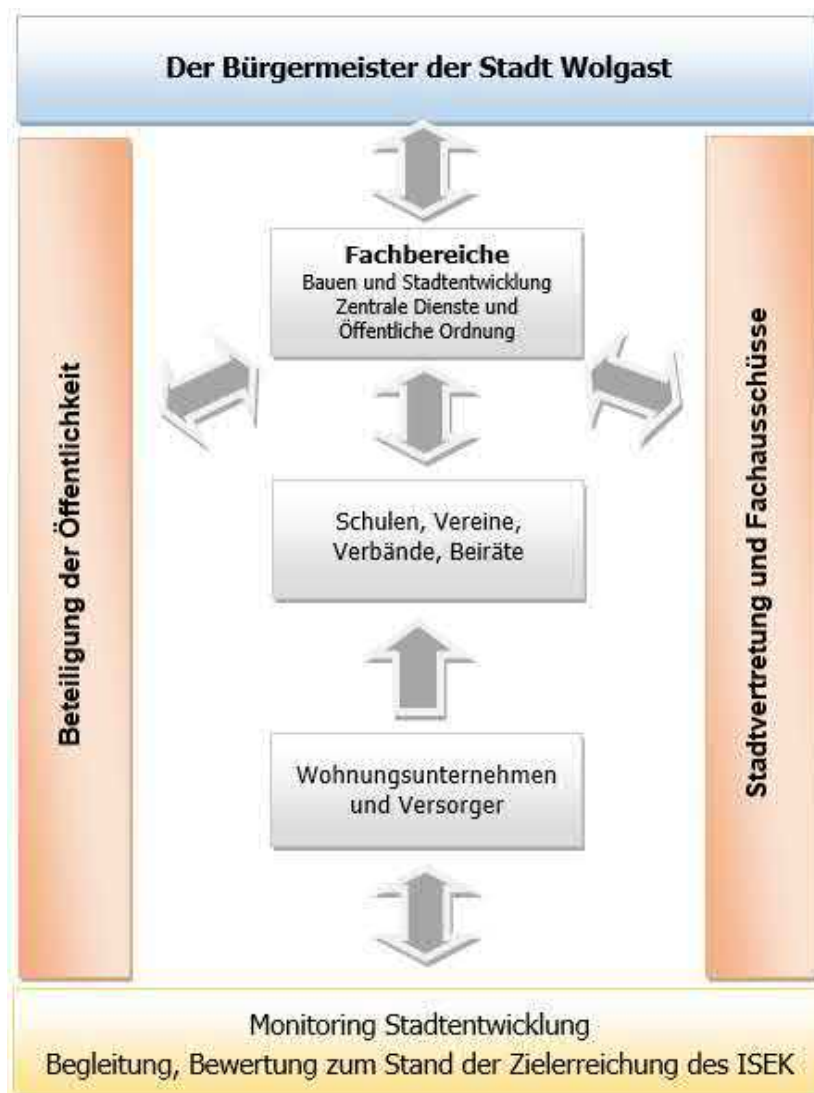 Der Bürgermeister der Stadt Wolgast
Fachbereiche
Bauen und Stadtentwicklung
Zentrale Dienste und
Öffentliche Ordnung
Beteiligung der Öffentlichkeit
Stadtvertretung und Fachausschüsse
Schulen, Vereine,
Verbände, Beiräte
Wohnungsunternehmen
und Versorger
Monitoring Stadtentwicklung
Begleitung, Bewertung zum Stand der Zielerreichung des ISEK